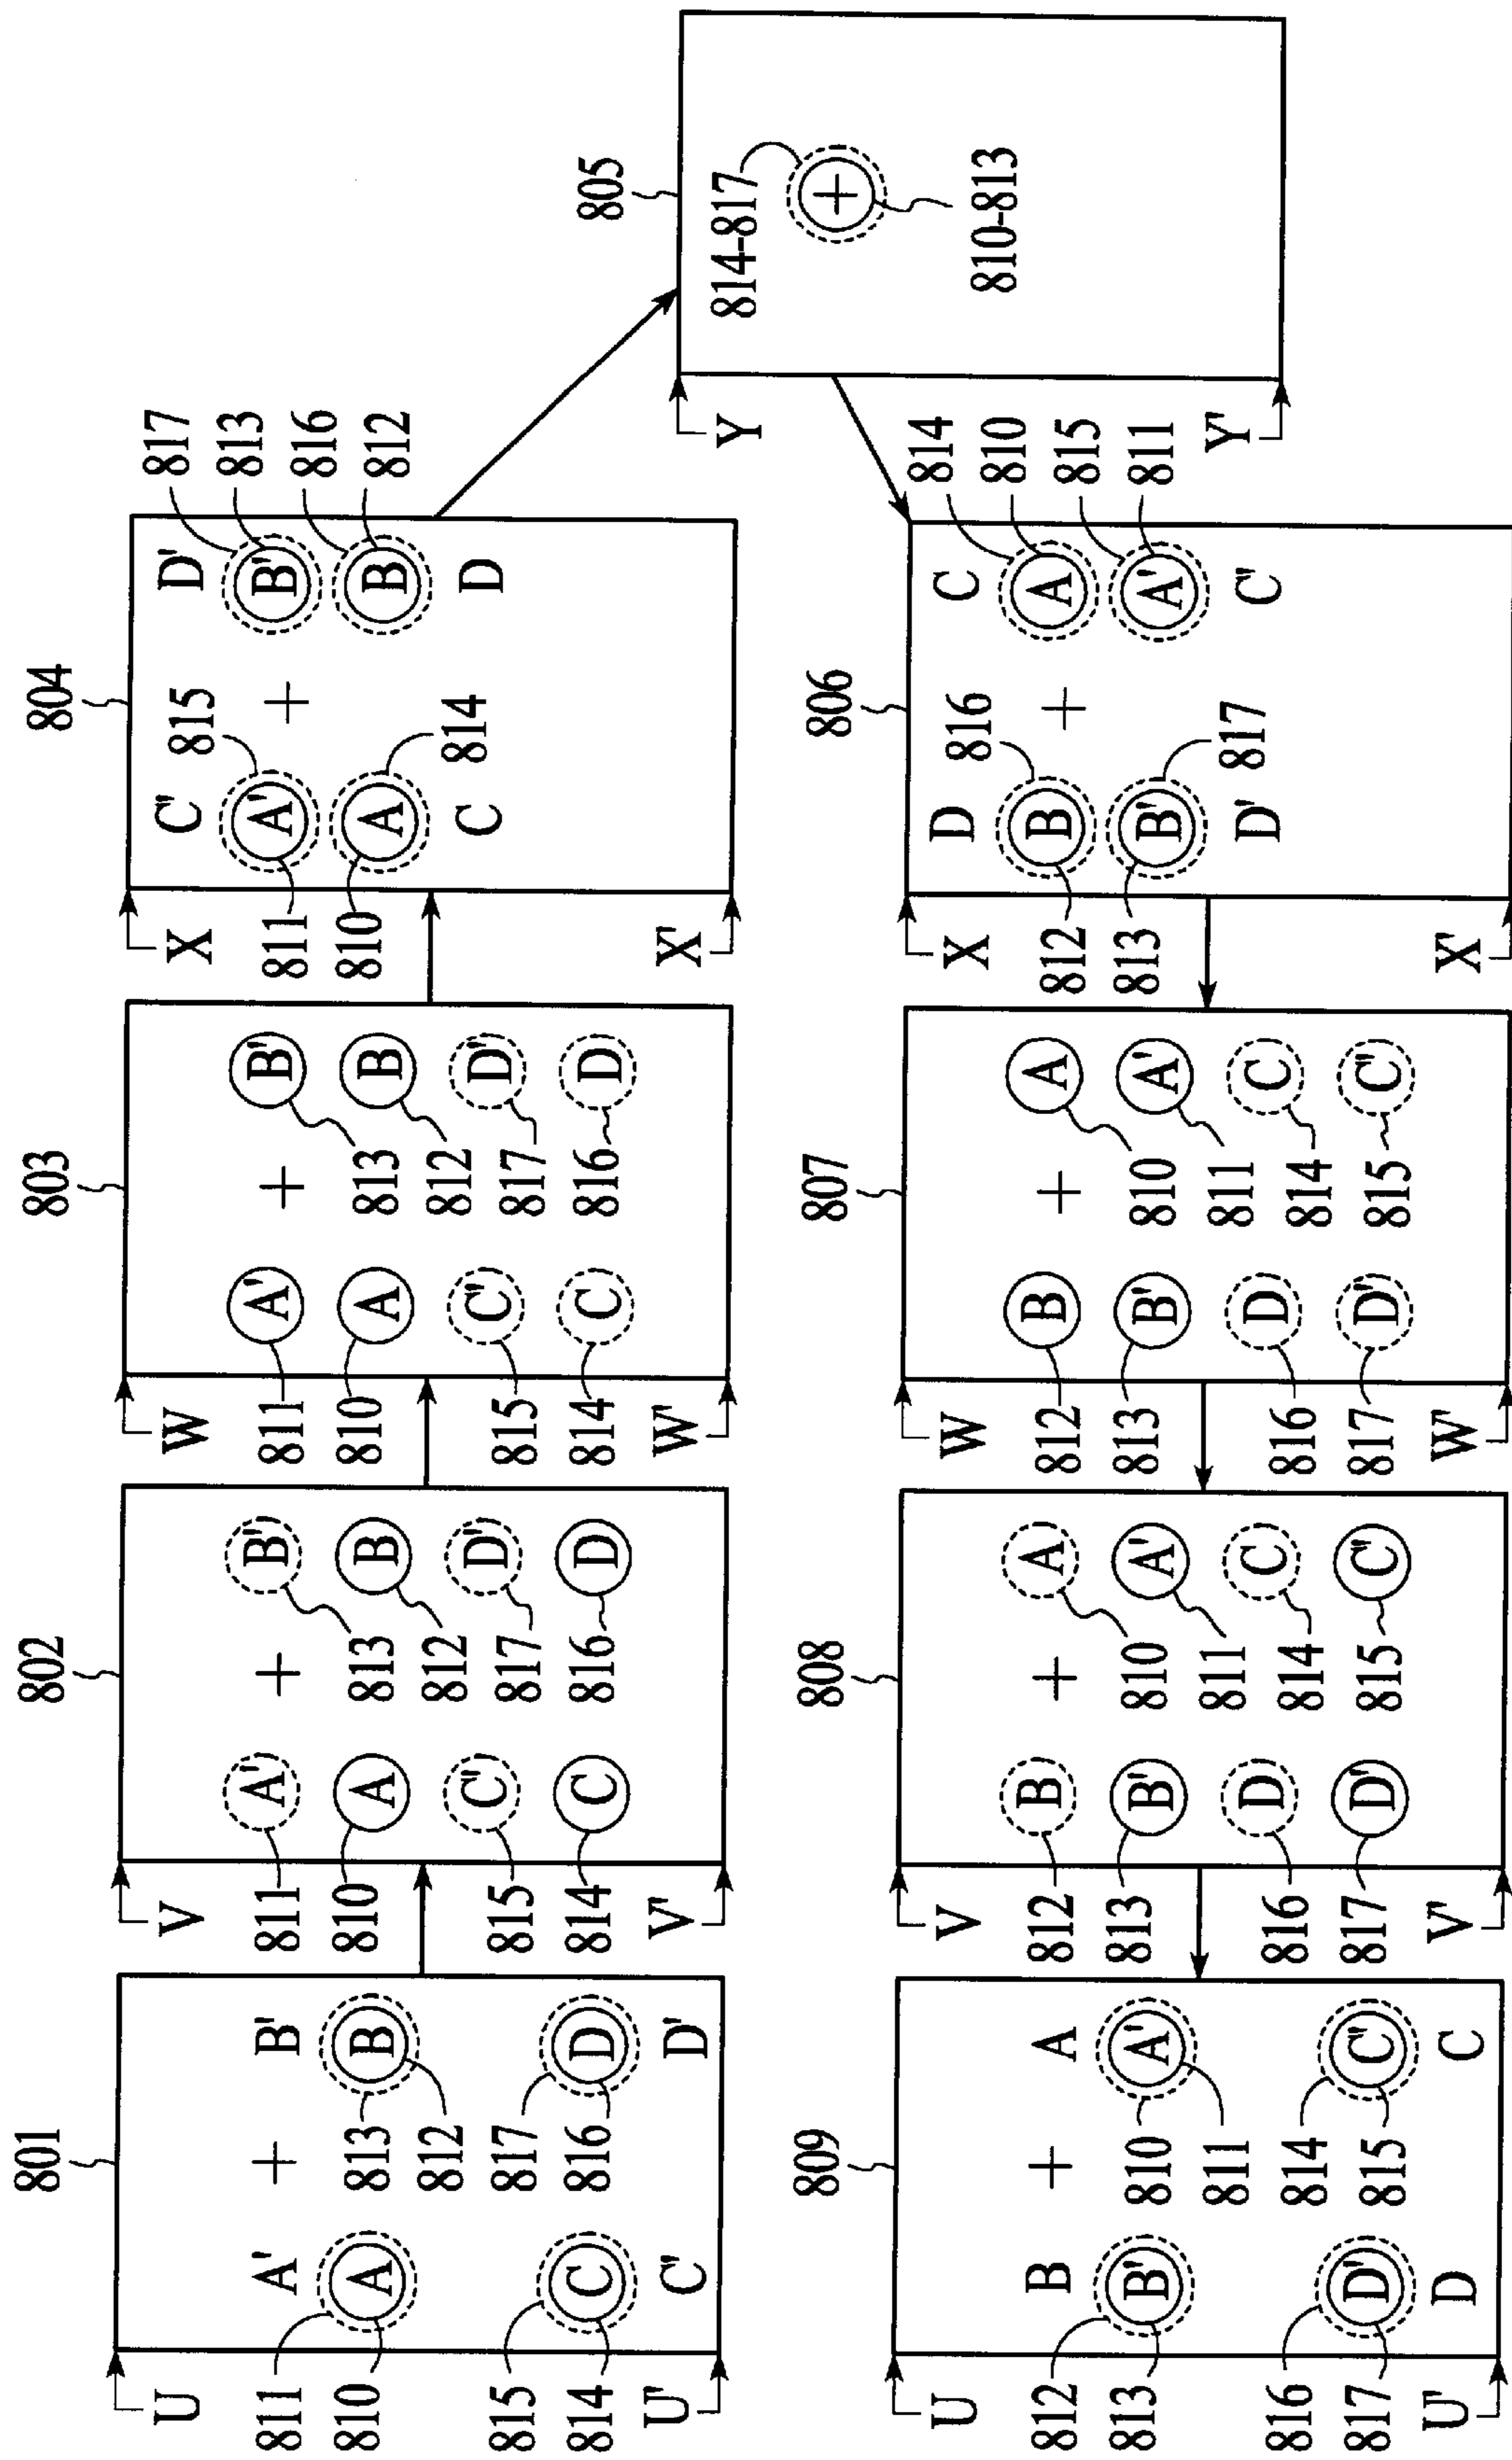 801
U
811
A'
B'
810
A
B
813
812
815
C
D
817
816
814
C'
D'
U'
802
V
811
A'
B'
813
810
A
B
812
815
C'
D'
817
814
C
D
816
V'
803
W
811
A'
B'
813
810
A
B
812
815
C'
D'
817
814
C
D
816
W'
804
X
C'
815
D'
817
811
A'
B'
813
816
810
A
B
812
814
C
D
X'
805
Y
814-817
810-813
Y'
806
X
D
816
C
814
812
B
A
810
815
813
B'
A'
811
817
D'
C'
X'
807
W
812
B
A
810
813
B'
A'
811
816
D
C
814
817
D'
C'
815
W'
808
V
812
B
A
810
813
B'
A'
811
816
D
C
814
817
D'
C'
815
V'
809
U
B
A
812
B'
A'
810
811
813
816
D'
C'
814
815
817
D
C
U'